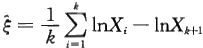 ξ̂ = 1/k ∑_{i=1}^{k} lnX_i − lnX_{k+1}